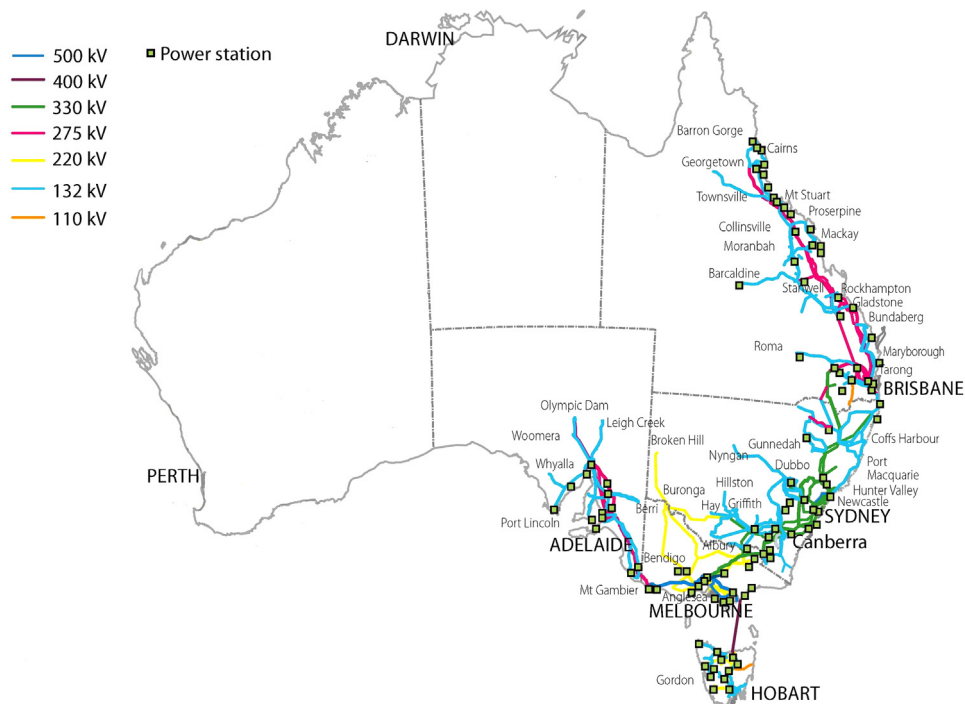 DARWIN
500 kV
Power station
400 kV
330 kV
275 kV
220 kV
132 kV
110 kV
Barron Gorge
Cairns
Georgetown
Townsville
Mt Stuart
Proserpine
Collinsville
Mackay
Moranbah
Barcaldine
Stanwell
Rockhampton
Gladstone
Bundaberg
Roma
Maryborough
Tarong
BRISBANE
Olympic Dam
Leigh Creek
Woomera
Broken Hill
Gunnedah
Coffs Harbour
Nyngan
Whyalla
Dubbo
Port
Macquarie
PERTH
Buronga
Hillston
Hunter Valley
Hay
Griffith
Newcastle
Port Lincoln
Berri
SYDNEY
ADELAIDE
Albury
Canberra
Bendigo
Mt Gambier
Anglesea
MELBOURNE
Gordon
HOBART